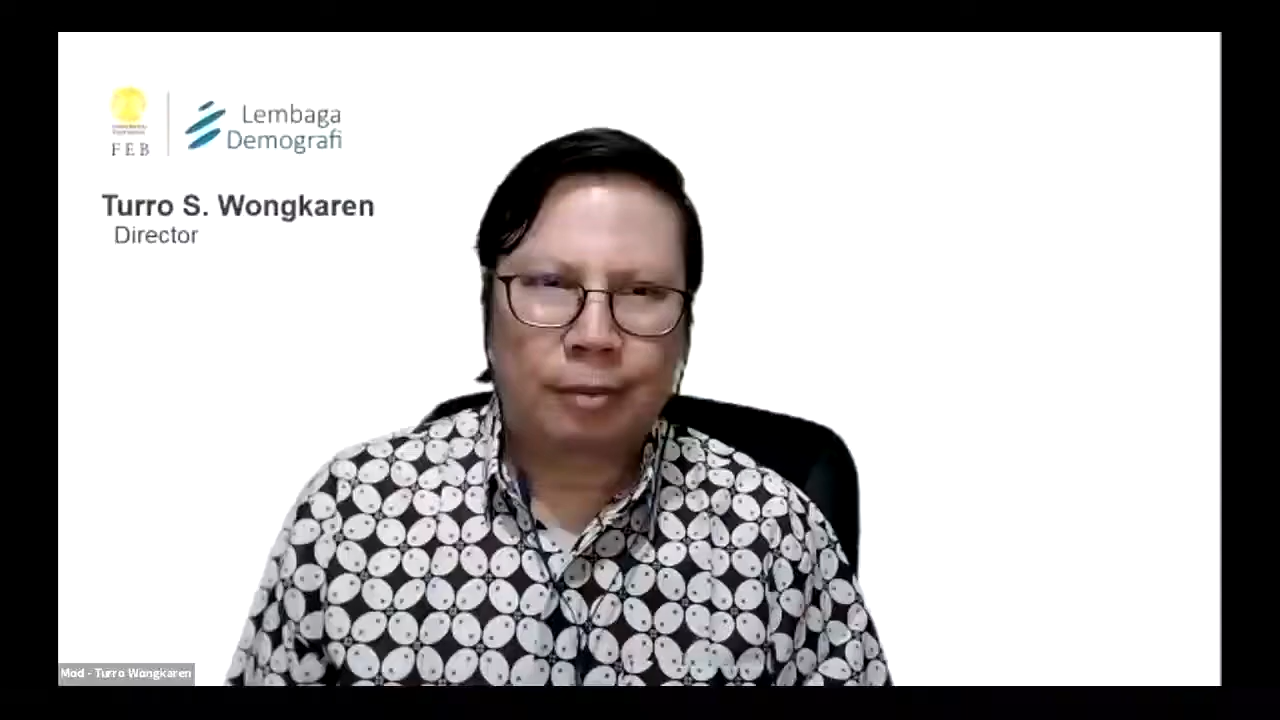 FEB
Lembaga
Demografi
Turro S. Wongkaren
Director
Mod - Turro Wongkaren